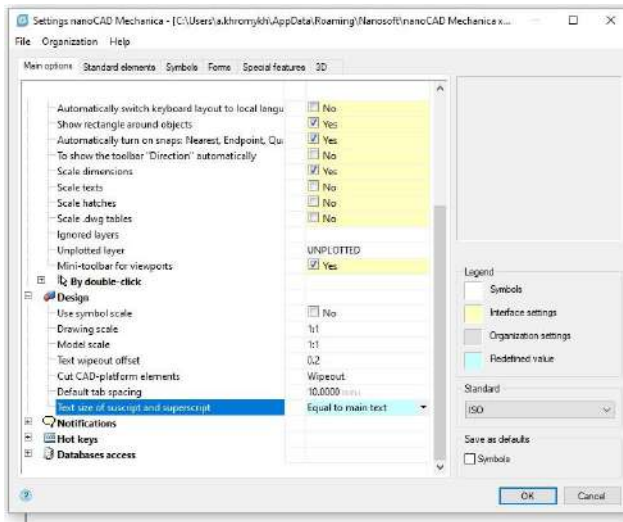 Settings nanoCAD Mechanica - [C:\Users\a.khromykh\AppData\Roaming\Nanosoft\nanoCAD Mechanica x...
File Organization Help
Main options Standard elements Symbols Forms Special features 3D
Automatically switch keyboard layout to local langu No
Show rectangle around objects Yes
Automatically turn on snaps: Nearest, Endpoint, Qu Yes
To show the toolbar "Direction" automatically No
Scale dimensions Yes
Scale texts No
Scale hatches No
Scale .dwg tables No
Ignored layers
Unplotted layer UNPLOTTED
Mini-toolbar for viewports Yes
By double-click
Design
Use symbol scale No
Drawing scale 1:1
Model scale 1:1
Text wipeout offset 0.2
Cut CAD-platform elements Wipeout
Default tab spacing 10.0000
Text size of suscript and superscript Equal to main text
Notifications
Hot keys
Databases access
Legend
Symbols
Interface settings
Organization settings
Redefined value
Standard
ISO
Save as defaults
Symbols
OK Cancel